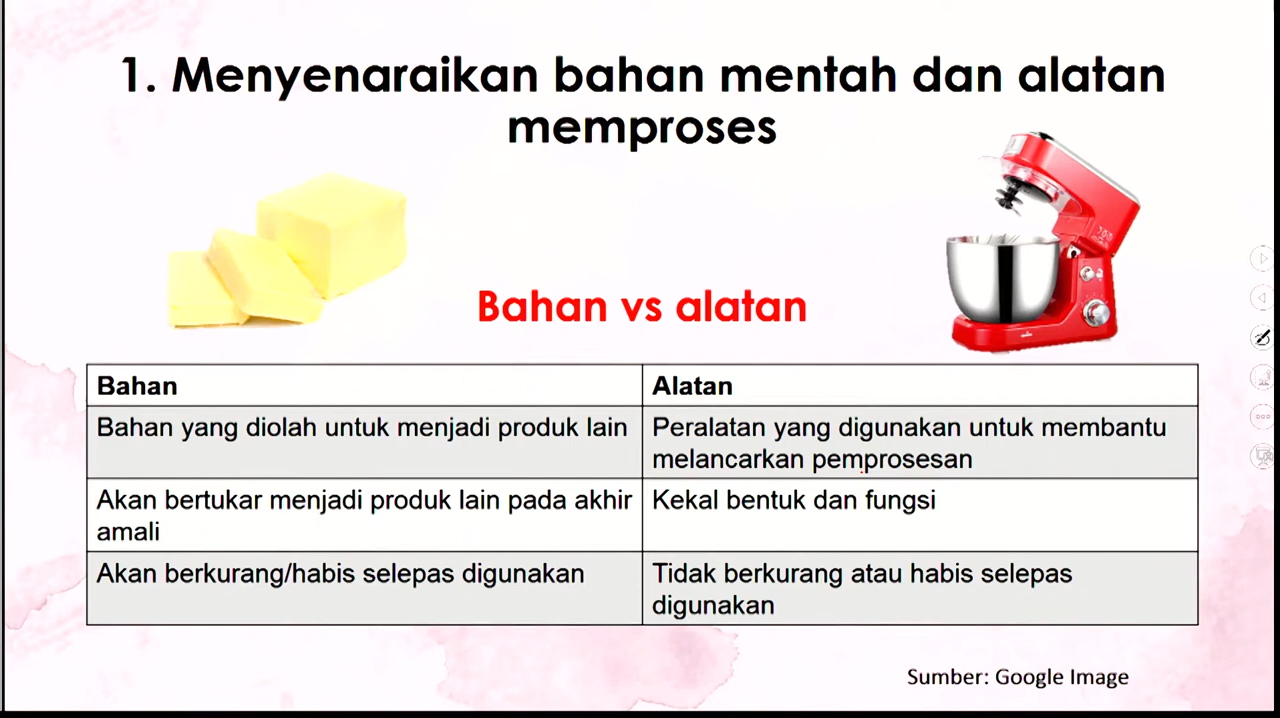 1. Menyenaraikan bahan mentah dan alatan
memproses
Bahan vs alatan
Bahan
Alatan
Bahan yang diolah untuk menjadi produk lain
Peralatan yang digunakan untuk membantu
melancarkan pemprosesan
Akan bertukar menjadi produk lain pada akhir
amali
Kekal bentuk dan fungsi
Akan berkurang/habis selepas digunakan
Tidak berkurang atau habis selepas
digunakan
Sumber: Google Image